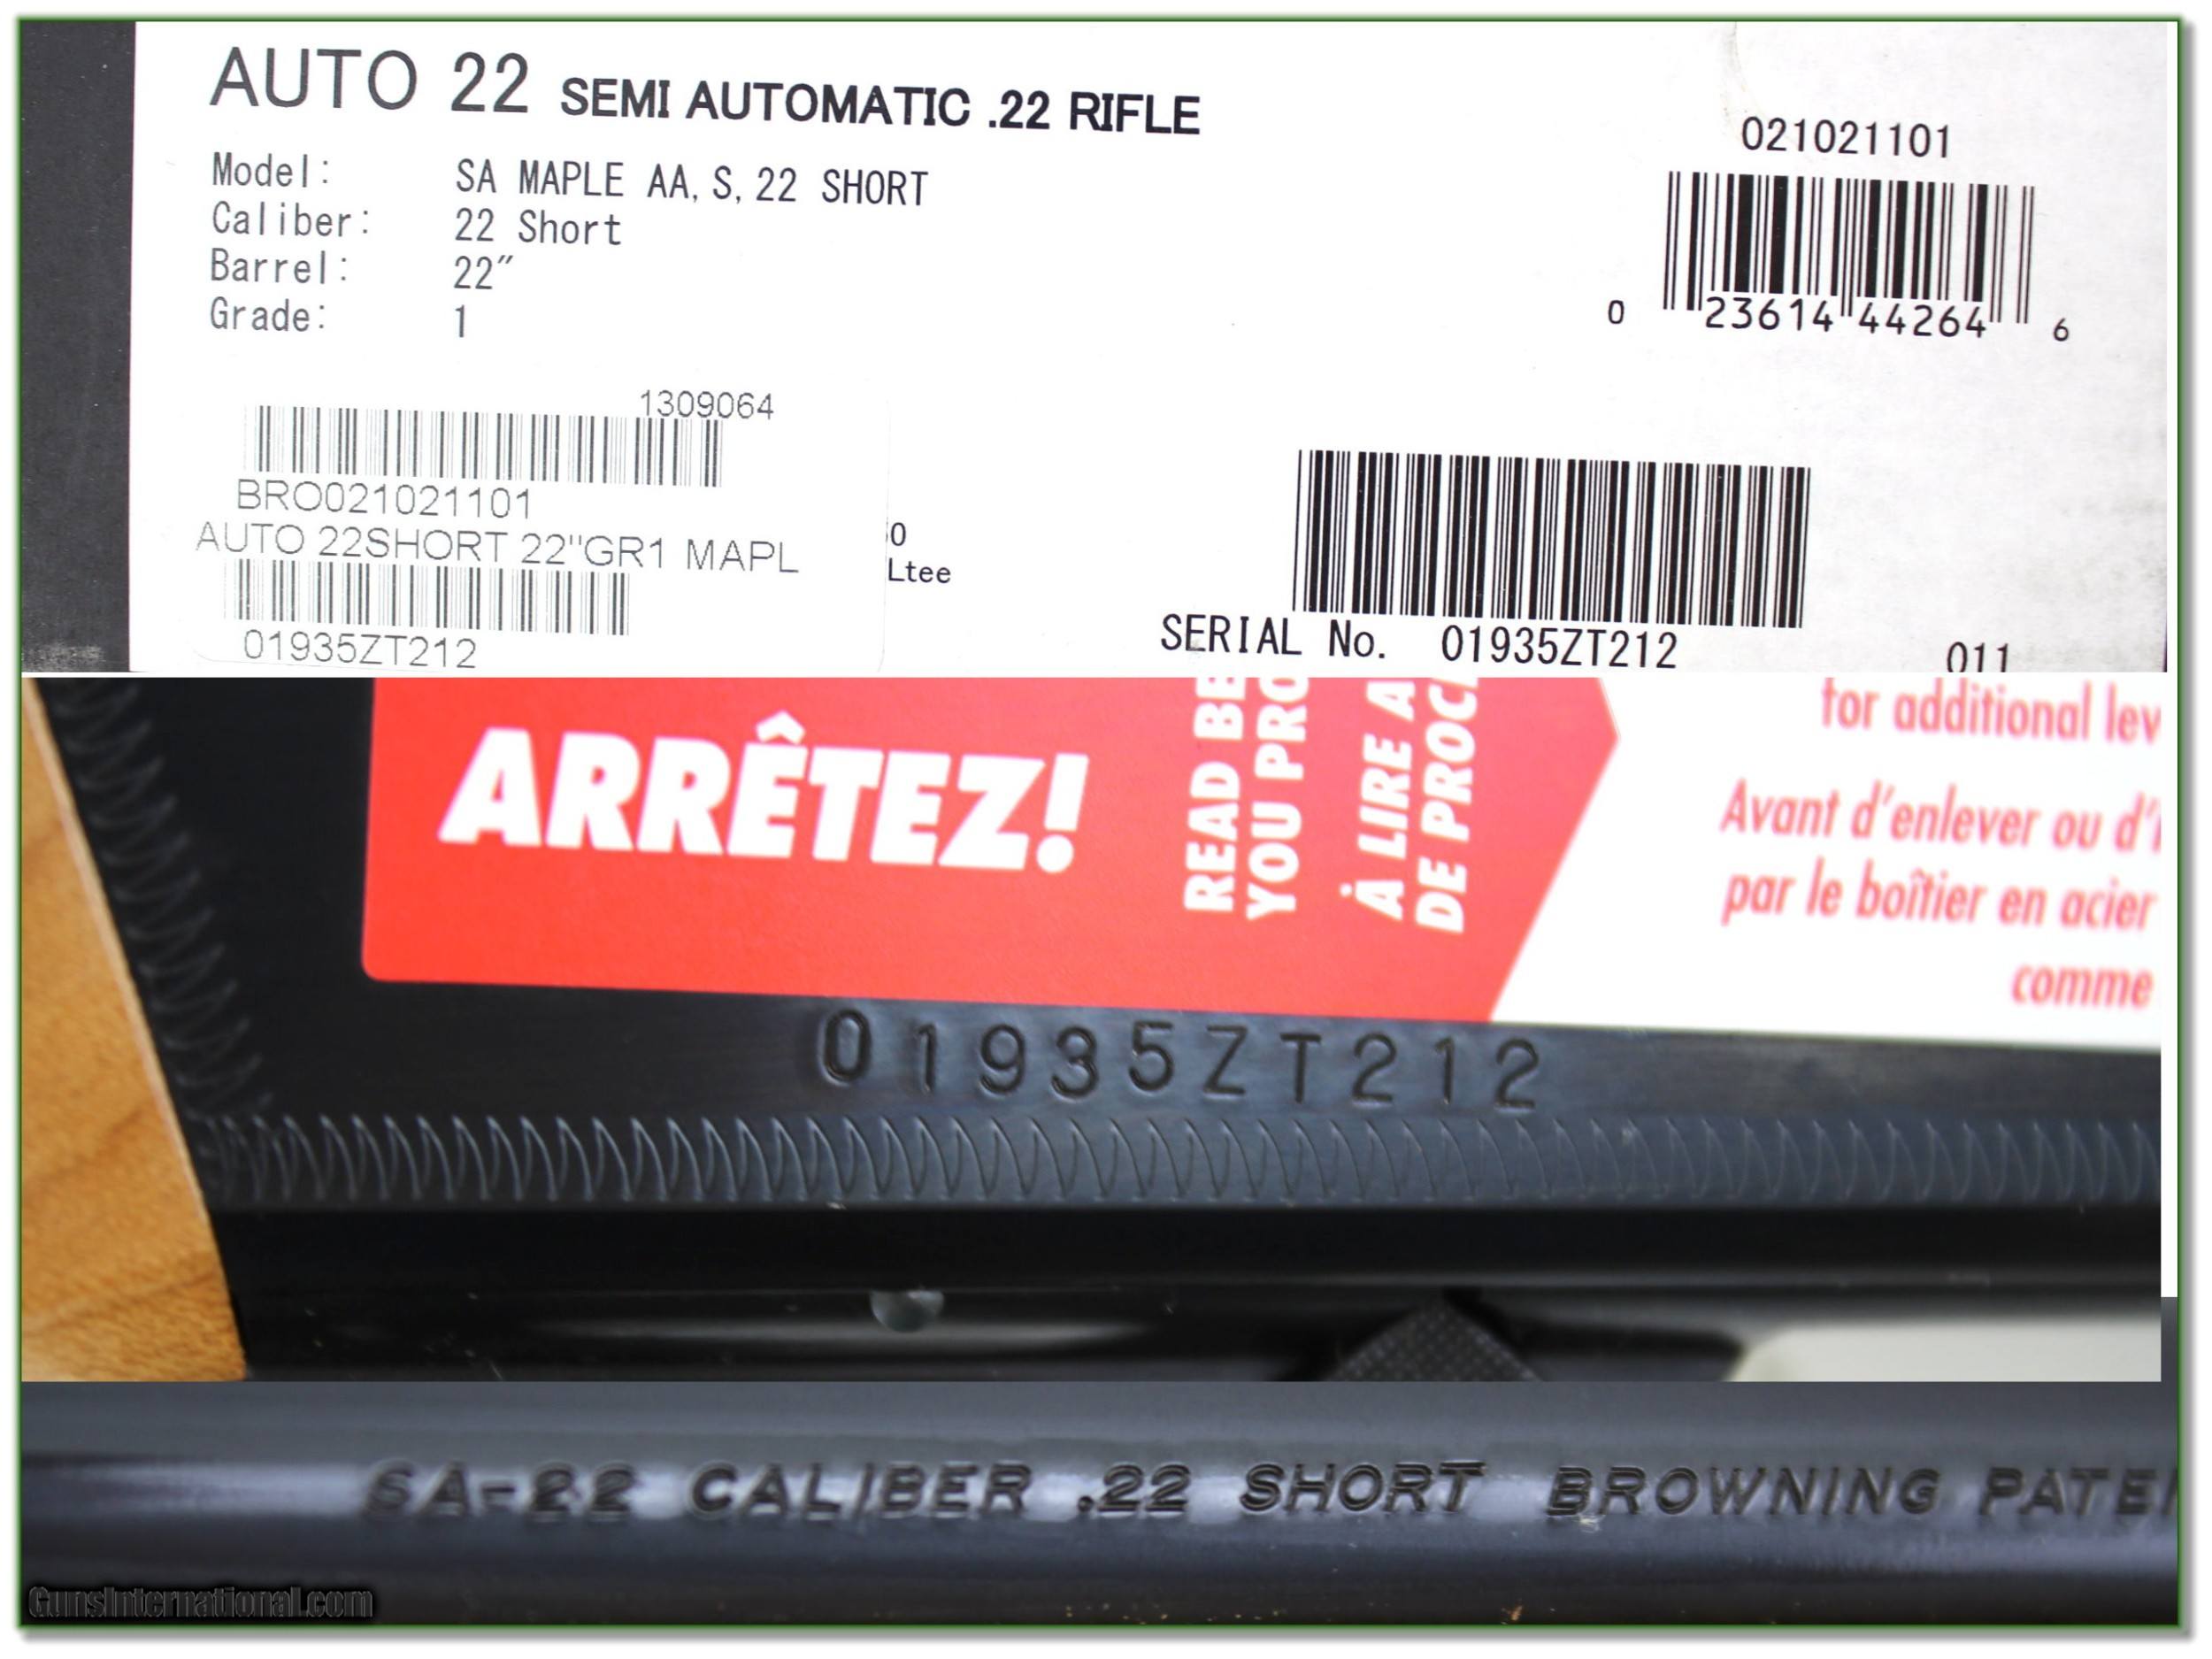 AUTO 22 SEMI AUTOMATIC .22 RIFLE
Model: SA MAPLE AA, S, 22 SHORT
Caliber: 22 Short
Barrel: 22"
Grade: 1
021021101
0 23614 44264 6
1309064
BRO021021101
AUTO 22SHORT 22"GR1 MAPL
01935ZT212
0
Ltee
SERIAL No. 01935ZT212
011
ARRÊTEZ!
READ BE
YOU PRO
À LIRE A
DE PROC
for additional lev
Avant d'enlever ou d'
par le boîtier en acier
comme
01935ZT212
SA-22 CALIBER .22 SHORT BROWNING PATE
GunsInternational.com